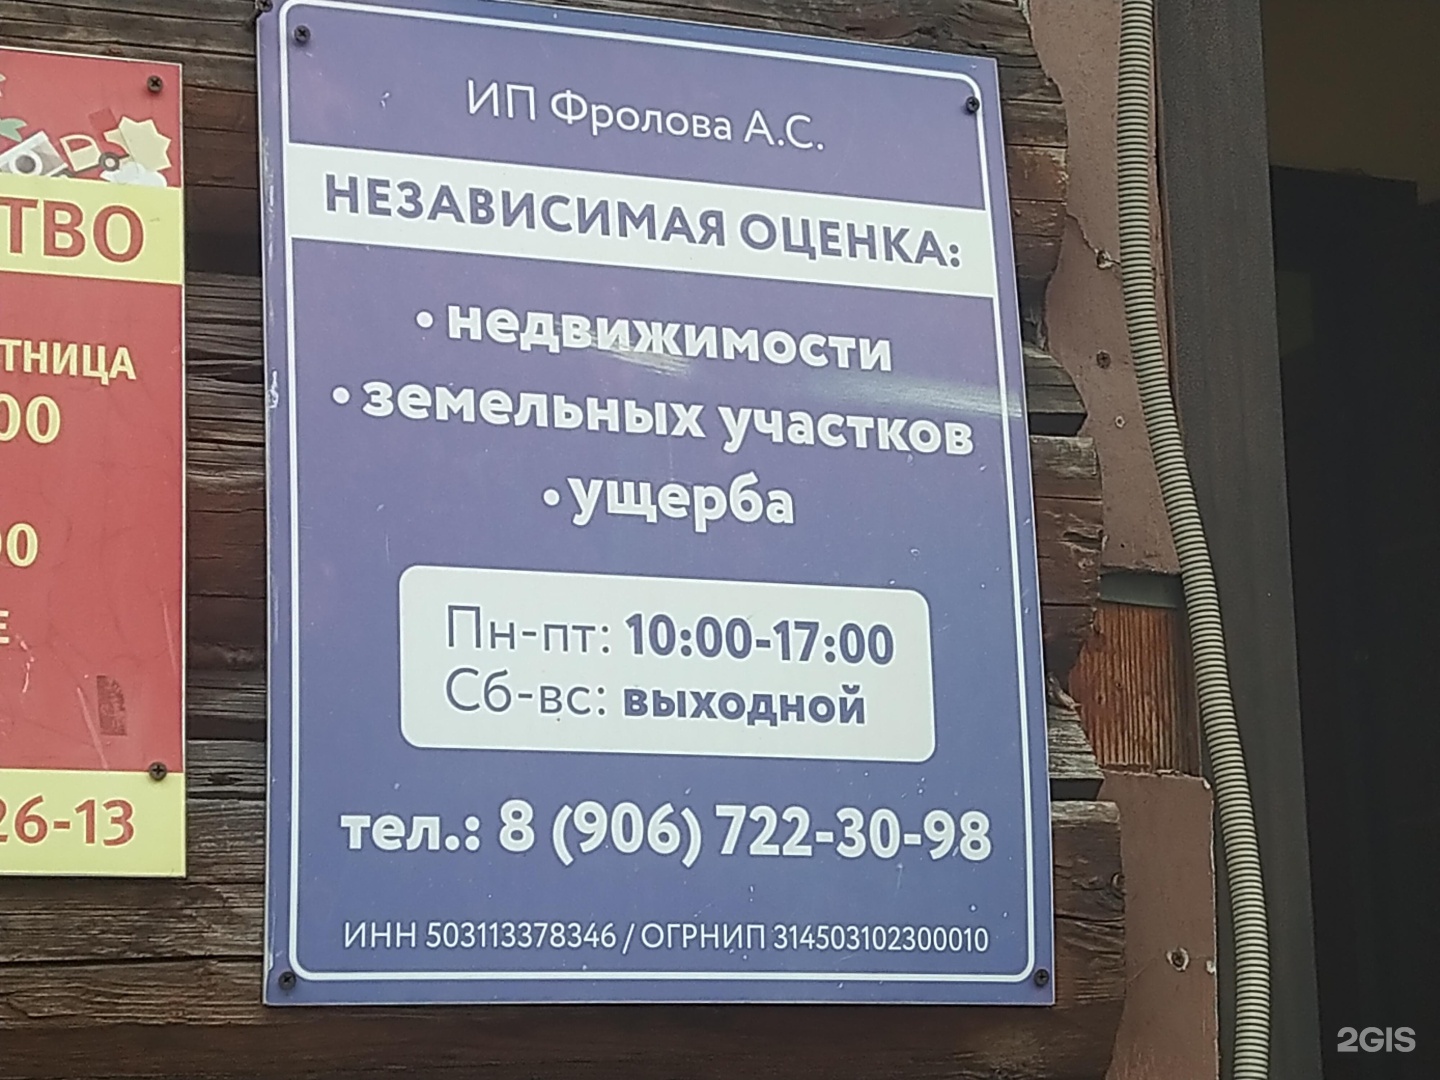 ТВО
ТНИЦА
00
00
Е
26-13
ИП Фролова А.С.
НЕЗАВИСИМАЯ ОЦЕНКА:
• недвижимости
• земельных участков
• ущерба
Пн-пт: 10:00-17:00
Сб-вс: выходной
тел.: 8 (906) 722-30-98
ИНН 503113378346 / ОГРНИП 314503102300010
2GIS